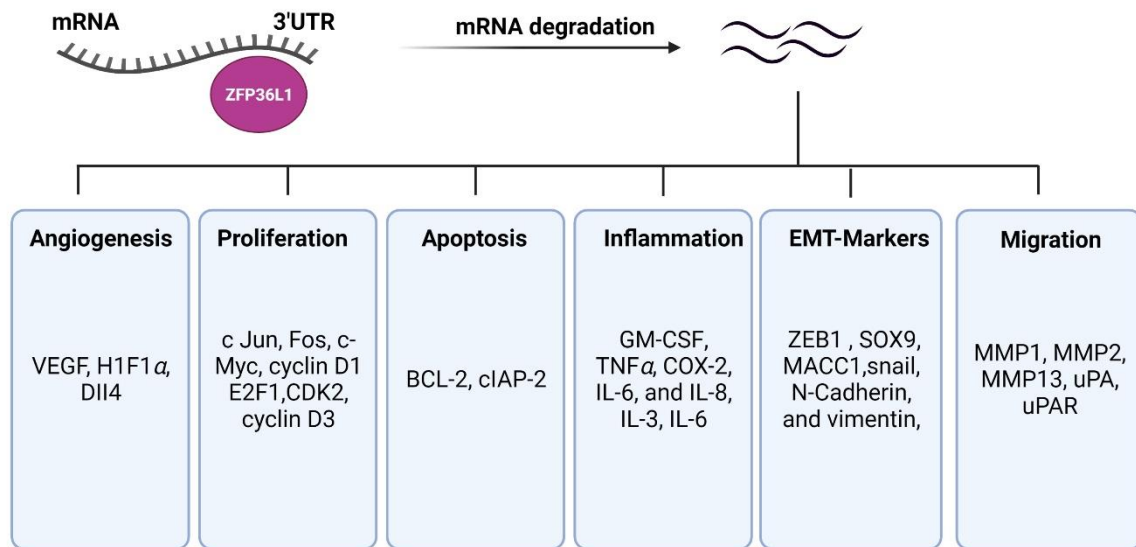 mRNA
3'UTR
mRNA degradation
ZFP36L1
Angiogenesis
VEGF, H1F1α,
Dll4
Proliferation
c Jun, Fos, c-
Myc, cyclin D1
E2F1,CDK2,
cyclin D3
Apoptosis
BCL-2, cIAP-2
Inflammation
GM-CSF,
TNFα, COX-2,
IL-6, and IL-8,
IL-3, IL-6
EMT-Markers
ZEB1 , SOX9,
MACC1,snail,
N-Cadherin,
and vimentin,
Migration
MMP1, MMP2,
MMP13, uPA,
uPAR